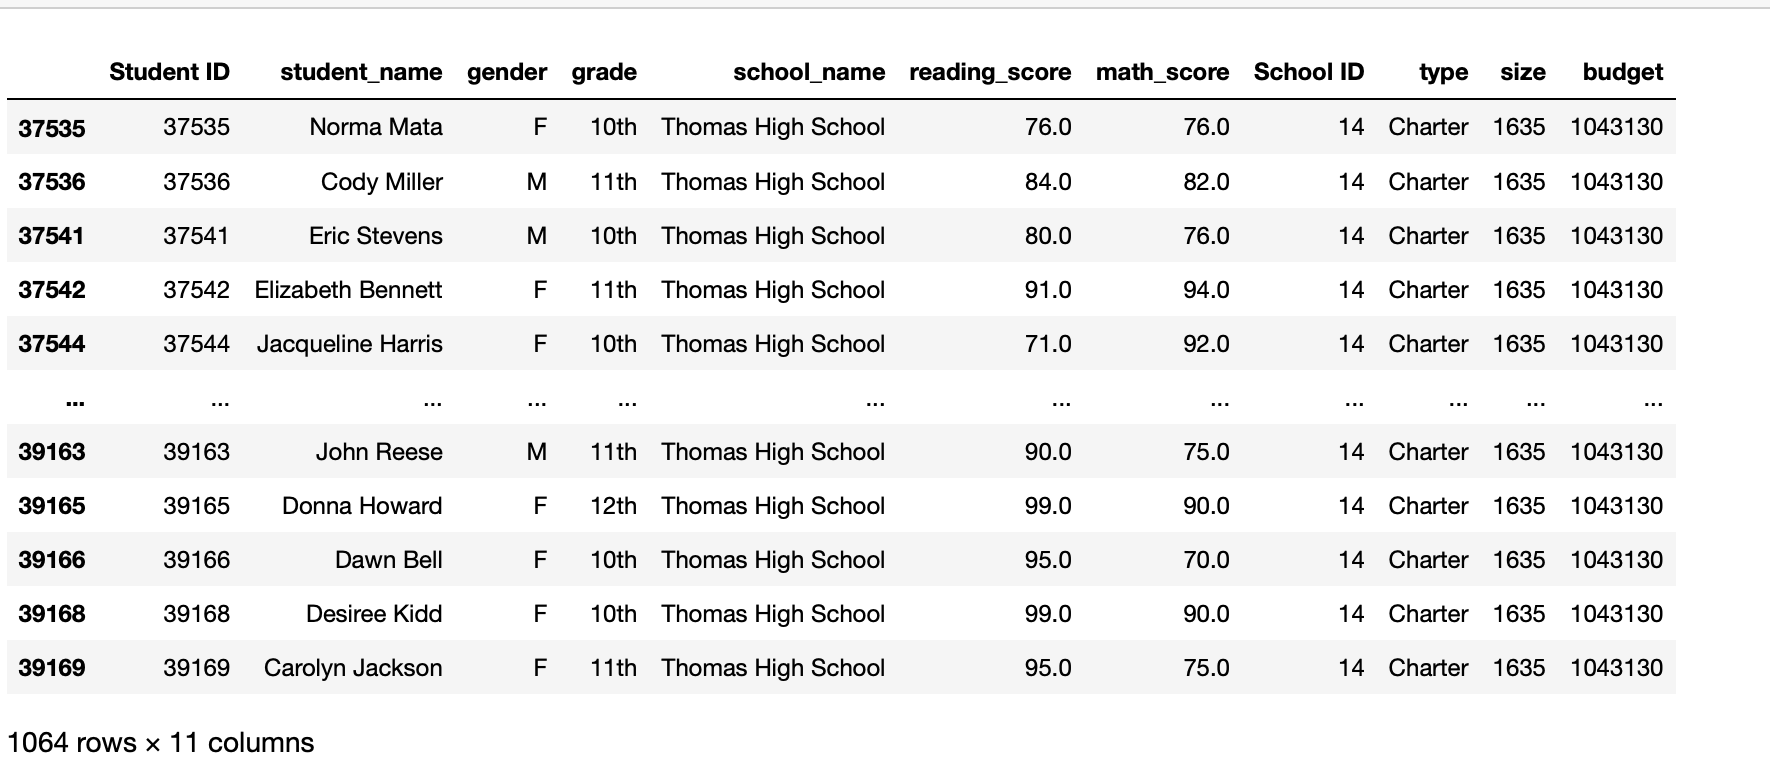 Student ID student_name gender grade school_name reading_score math_score School ID type size budget
37535 37535 Norma Mata F 10th Thomas High School 76.0 76.0 14 Charter 1635 1043130
37536 37536 Cody Miller M 11th Thomas High School 84.0 82.0 14 Charter 1635 1043130
37541 37541 Eric Stevens M 10th Thomas High School 80.0 76.0 14 Charter 1635 1043130
37542 37542 Elizabeth Bennett F 11th Thomas High School 91.0 94.0 14 Charter 1635 1043130
37544 37544 Jacqueline Harris F 10th Thomas High School 71.0 92.0 14 Charter 1635 1043130
... ... ... ... ... ... ... ... ... ... ... ...
39163 39163 John Reese M 11th Thomas High School 90.0 75.0 14 Charter 1635 1043130
39165 39165 Donna Howard F 12th Thomas High School 99.0 90.0 14 Charter 1635 1043130
39166 39166 Dawn Bell F 10th Thomas High School 95.0 70.0 14 Charter 1635 1043130
39168 39168 Desiree Kidd F 10th Thomas High School 99.0 90.0 14 Charter 1635 1043130
39169 39169 Carolyn Jackson F 11th Thomas High School 95.0 75.0 14 Charter 1635 1043130
1064 rows × 11 columns